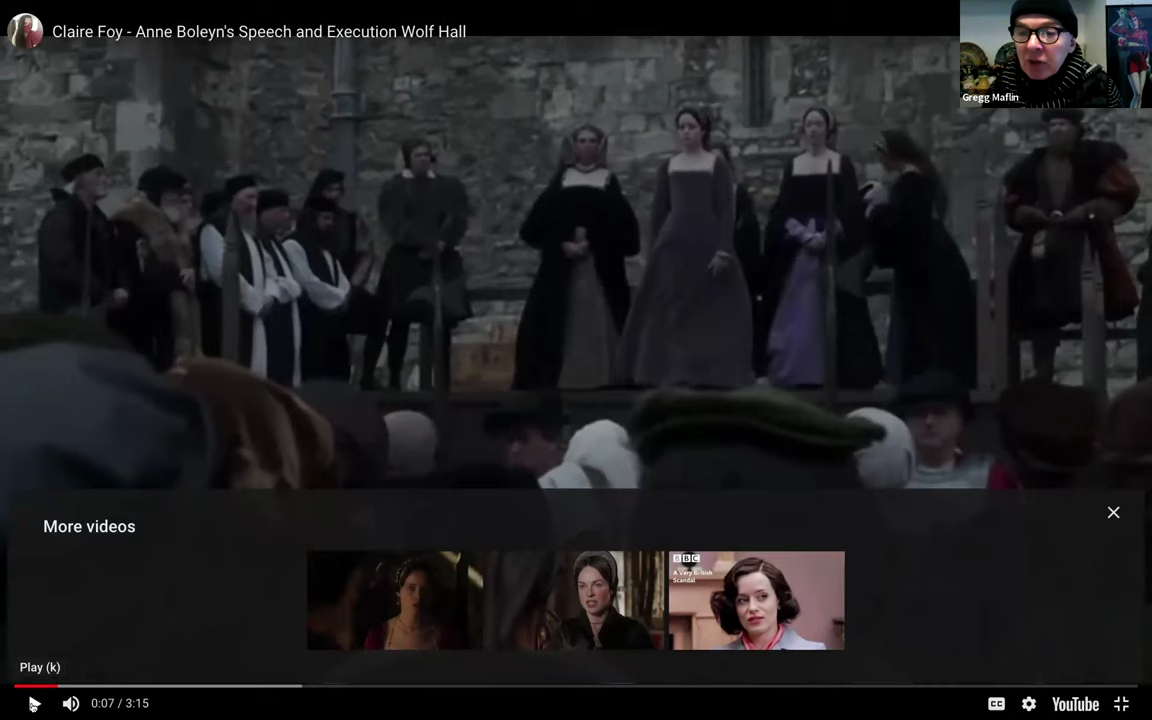 Claire Foy - Anne Boleyn's Speech and Execution Wolf Hall
Gregg Maflin
More videos
BBC
A Very British
Scandal
Play (k)
0:07 / 3:15
CC
YouTube